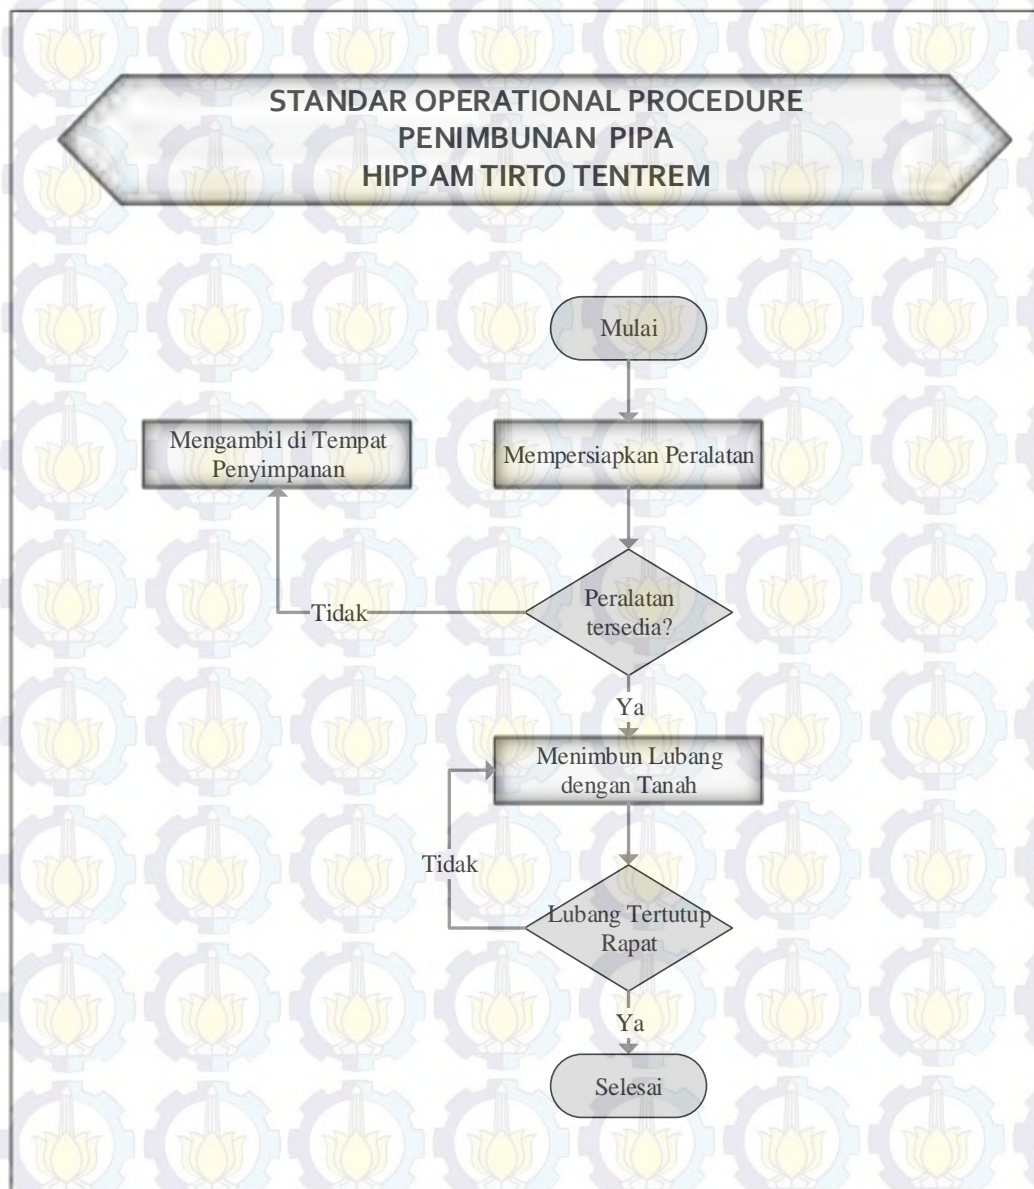 STANDAR OPERATIONAL PROCEDURE
PENIMBUNAN PIPA
HIPPAM TIRTO TENTREM
Mulai
Mengambil di Tempat
Penyimpanan
Mempersiapkan Peralatan
Peralatan
tersedia?
Tidak
Ya
Menimbun Lubang
dengan Tanah
Tidak
Lubang Tertutup
Rapat
Ya
Selesai